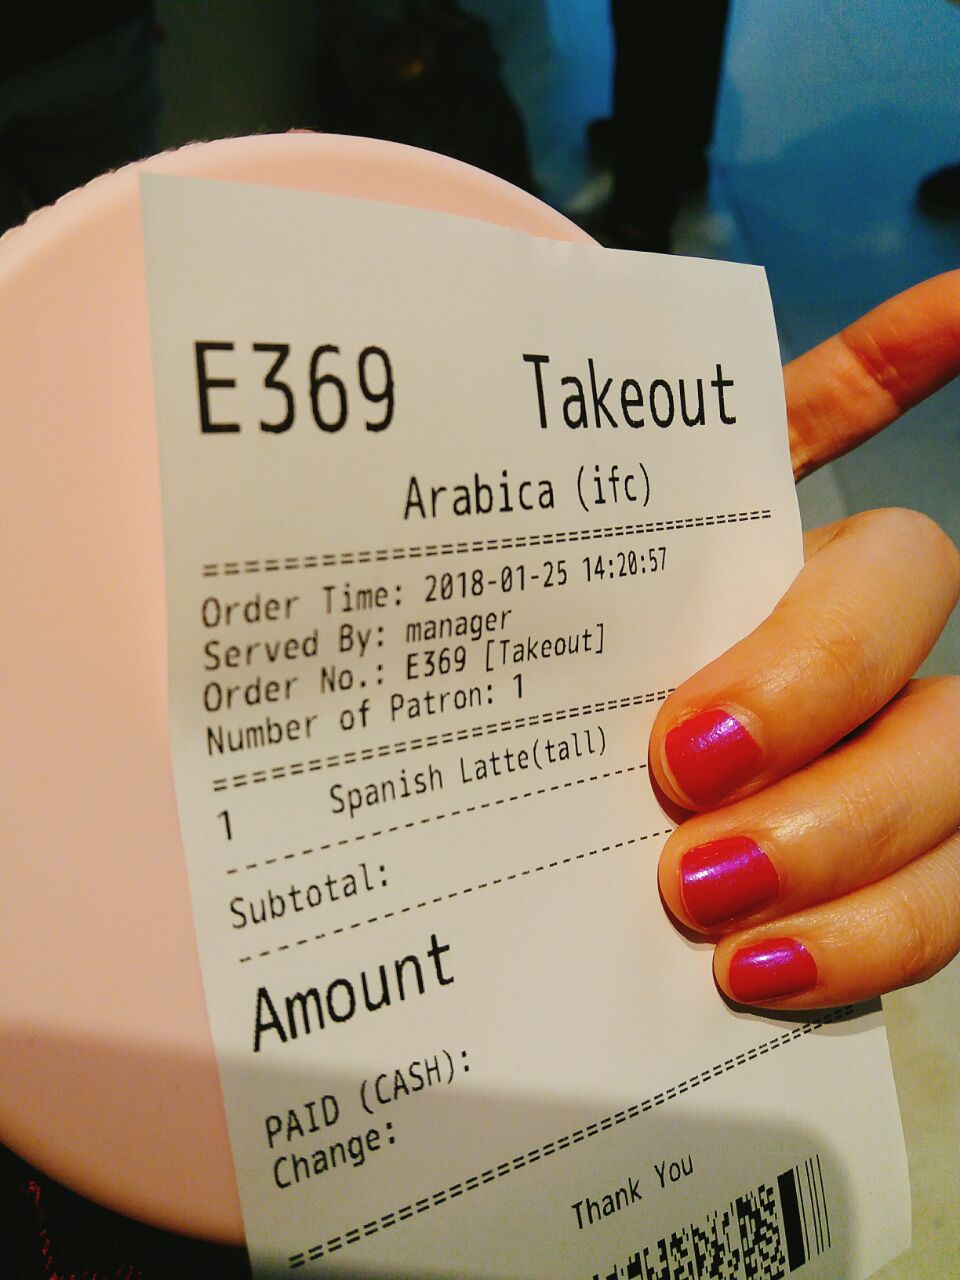 E369 Takeout
Arabica (ifc)
==========================================
Order Time: 2018-01-25 14:20:57
Served By: manager
Order No.: E369 [Takeout]
Number of Patron: 1
==========================================
1 Spanish Latte(tall)
------------------------------------------
Subtotal:
------------------------------------------
Amount
PAID (CASH):
Change:
==========================================
Thank You